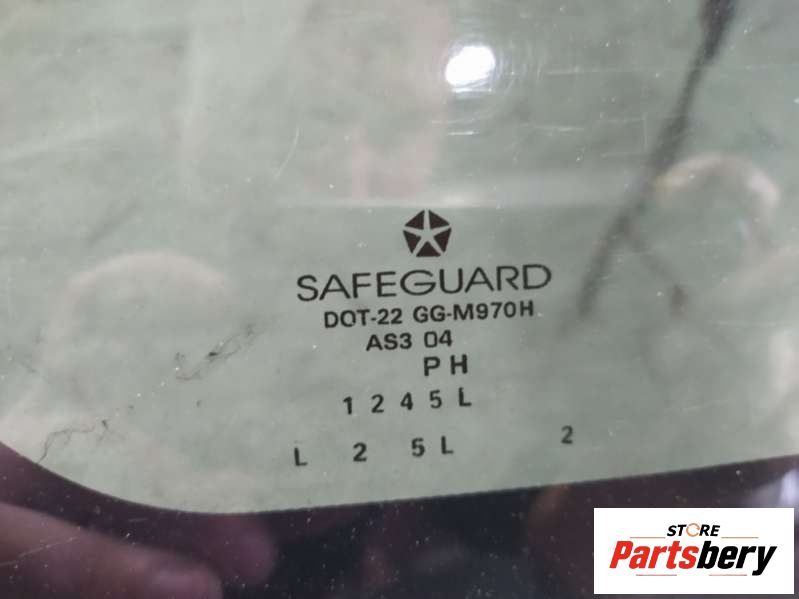 SAFEGUARD
DOT-22 GG-M970H
AS3 04
PH
1245L
L 2 5L 2
STORE
Partsbery